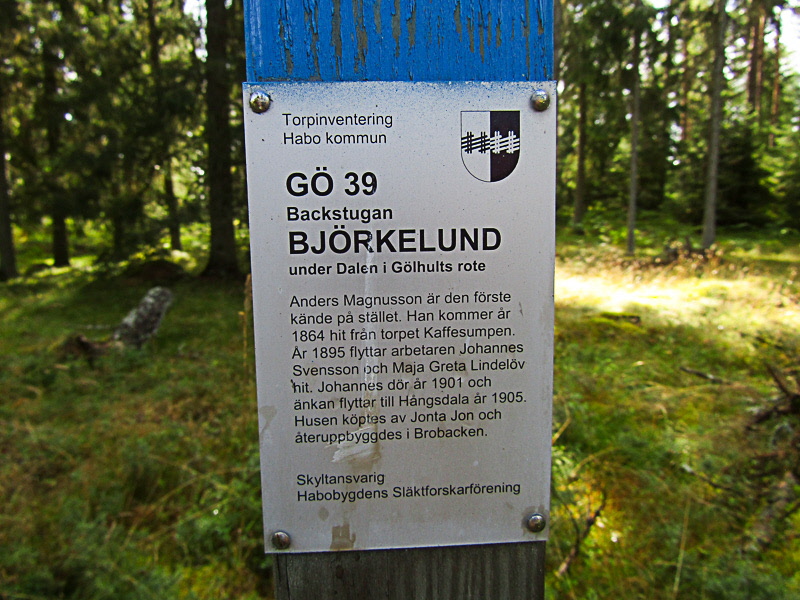 Torpinventering
Habo kommun
GÖ 39
Backstugan
BJÖRKELUND
under Dalen i Gölhults rote
Anders Magnusson är den förste
kände på stället. Han kommer år
1864 hit från torpet Kaffesumpen.
År 1895 flyttar arbetaren Johannes
Svensson och Maja Greta Lindelöv
hit. Johannes dör år 1901 och
änkan flyttar till Hångsdala år 1905.
Husen köptes av Jonta Jon och
återuppbyggdes i Brobacken.
Skyltansvarig
Habobygdens Släktforskarförening